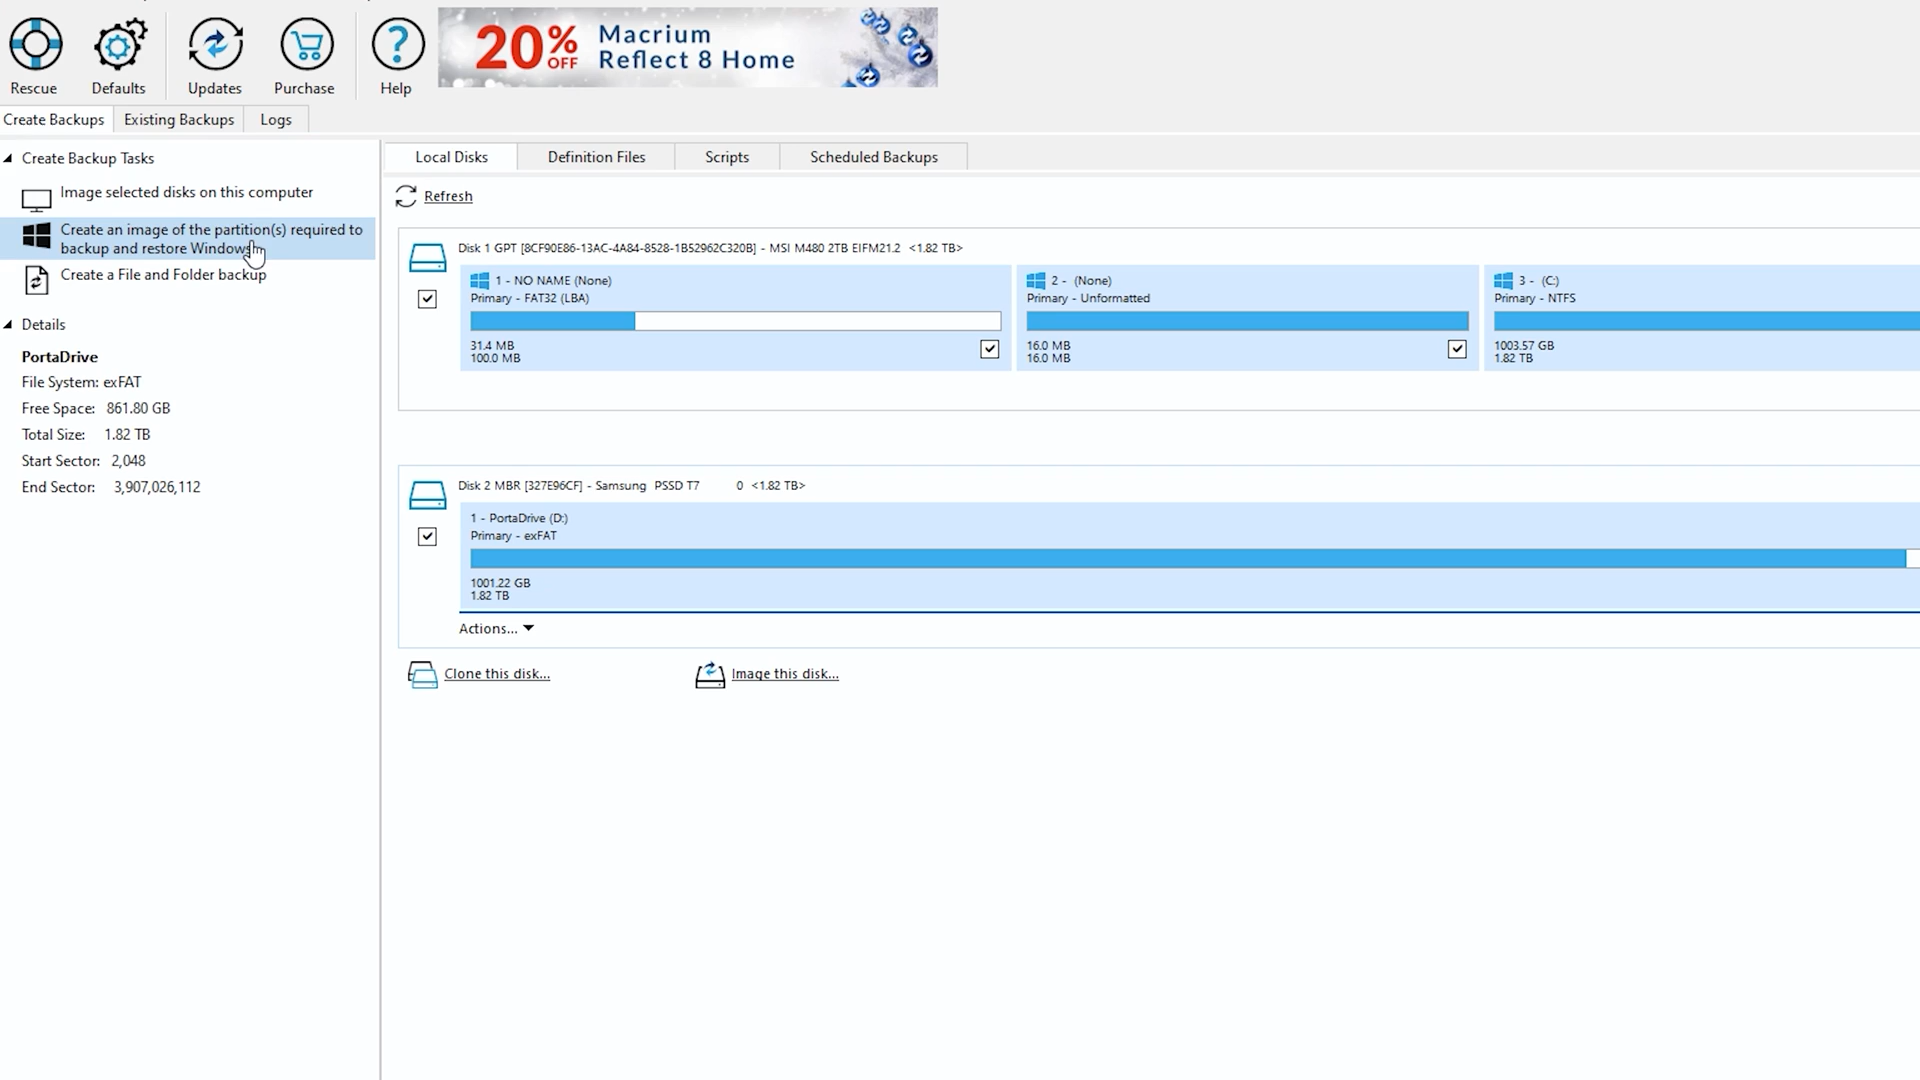 20% OFF
Macrium
Reflect 8 Home
Rescue
Defaults
Updates
Purchase
Help
Create Backups
Existing Backups
Logs
Create Backup Tasks
Image selected disks on this computer
Create an image of the partition(s) required to
backup and restore Windows
Create a File and Folder backup
Details
PortaDrive
File System: exFAT
Free Space: 861.80 GB
Total Size: 1.82 TB
Start Sector: 2,048
End Sector: 3,907,026,112
Local Disks
Definition Files
Scripts
Scheduled Backups
Refresh
Disk 1 GPT [8CF90E86-13AC-4A84-8528-1B52962C320B] - MSI M480 2TB EIFM21.2 <1.82 TB>
1 - NO NAME (None)
Primary - FAT32 (LBA)
31.4 MB
100.0 MB
2 - (None)
Primary - Unformatted
16.0 MB
16.0 MB
3 - (C:)
Primary - NTFS
1003.57 GB
1.82 TB
Disk 2 MBR [327E96CF] - Samsung PSSD T7 0 <1.82 TB>
1 - PortaDrive (D:)
Primary - exFAT
1001.22 GB
1.82 TB
Actions...
Clone this disk...
Image this disk...